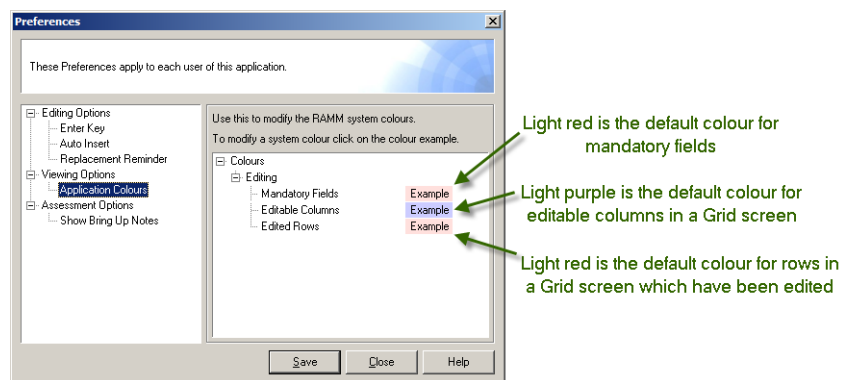 Preferences
These Preferences apply to each user of this application.
Editing Options
Enter Key
Auto Insert
Replacement Reminder
Viewing Options
Application Colours
Assessment Options
Show Bring Up Notes
Use this to modify the RAMM system colours.
To modify a system colour click on the colour example.
Colours
Editing
Mandatory Fields Example
Editable Columns Example
Edited Rows Example
Save Close Help
Light red is the default colour for
mandatory fields
Light purple is the default colour for
editable columns in a Grid screen
Light red is the default colour for rows in
a Grid screen which have been edited